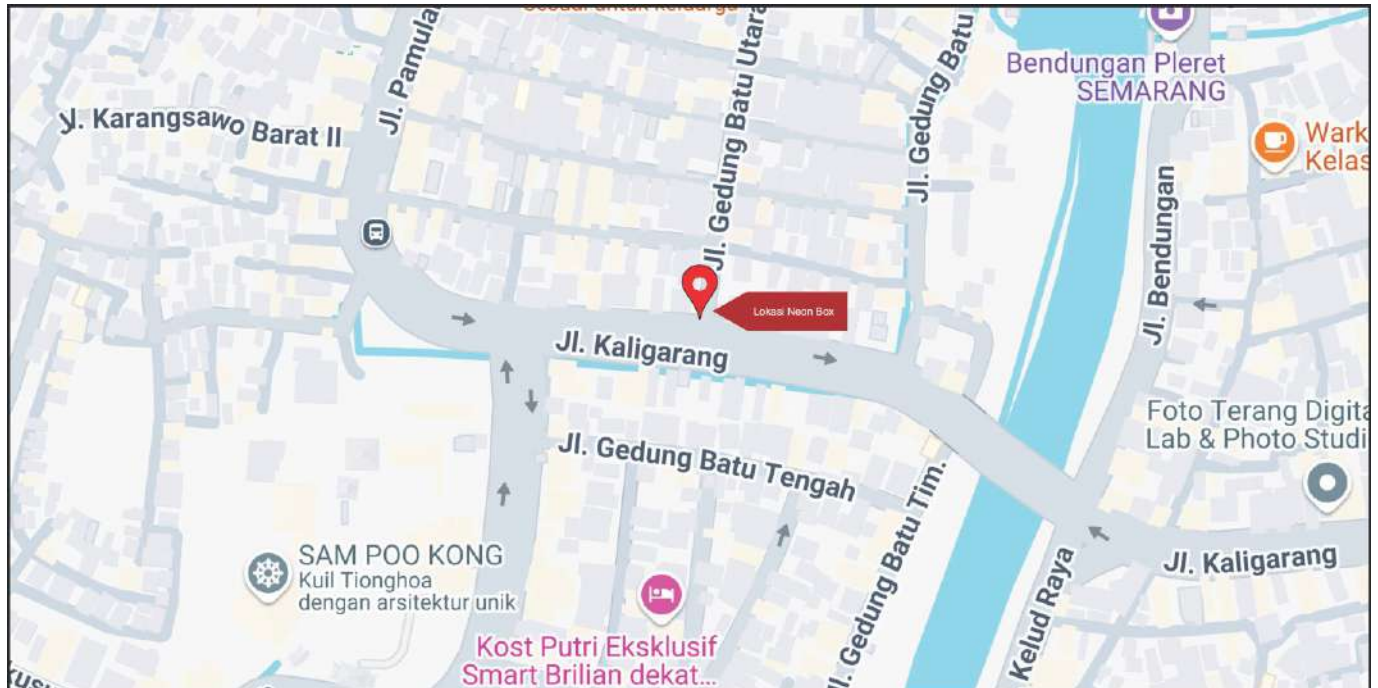 Jl. Pamula
Jl. Gedung Batu Utara
Jl. Gedung Batu
Bendungan Pleret
SEMARANG
Jl. Karangsawo Barat II
Wark
Kelas
Jl. Bendungan
Lokasi Neon Box
Jl. Kaligarang
Foto Terang Digita
Lab & Photo Studi
Jl. Gedung Batu Tengah
SAM POO KONG
Kuil Tionghoa
dengan arsitektur unik
Jl. Gedung Batu Tim.
Jl. Kaligarang
Kelud Raya
Kost Putri Eksklusif
Smart Brilian dekat...